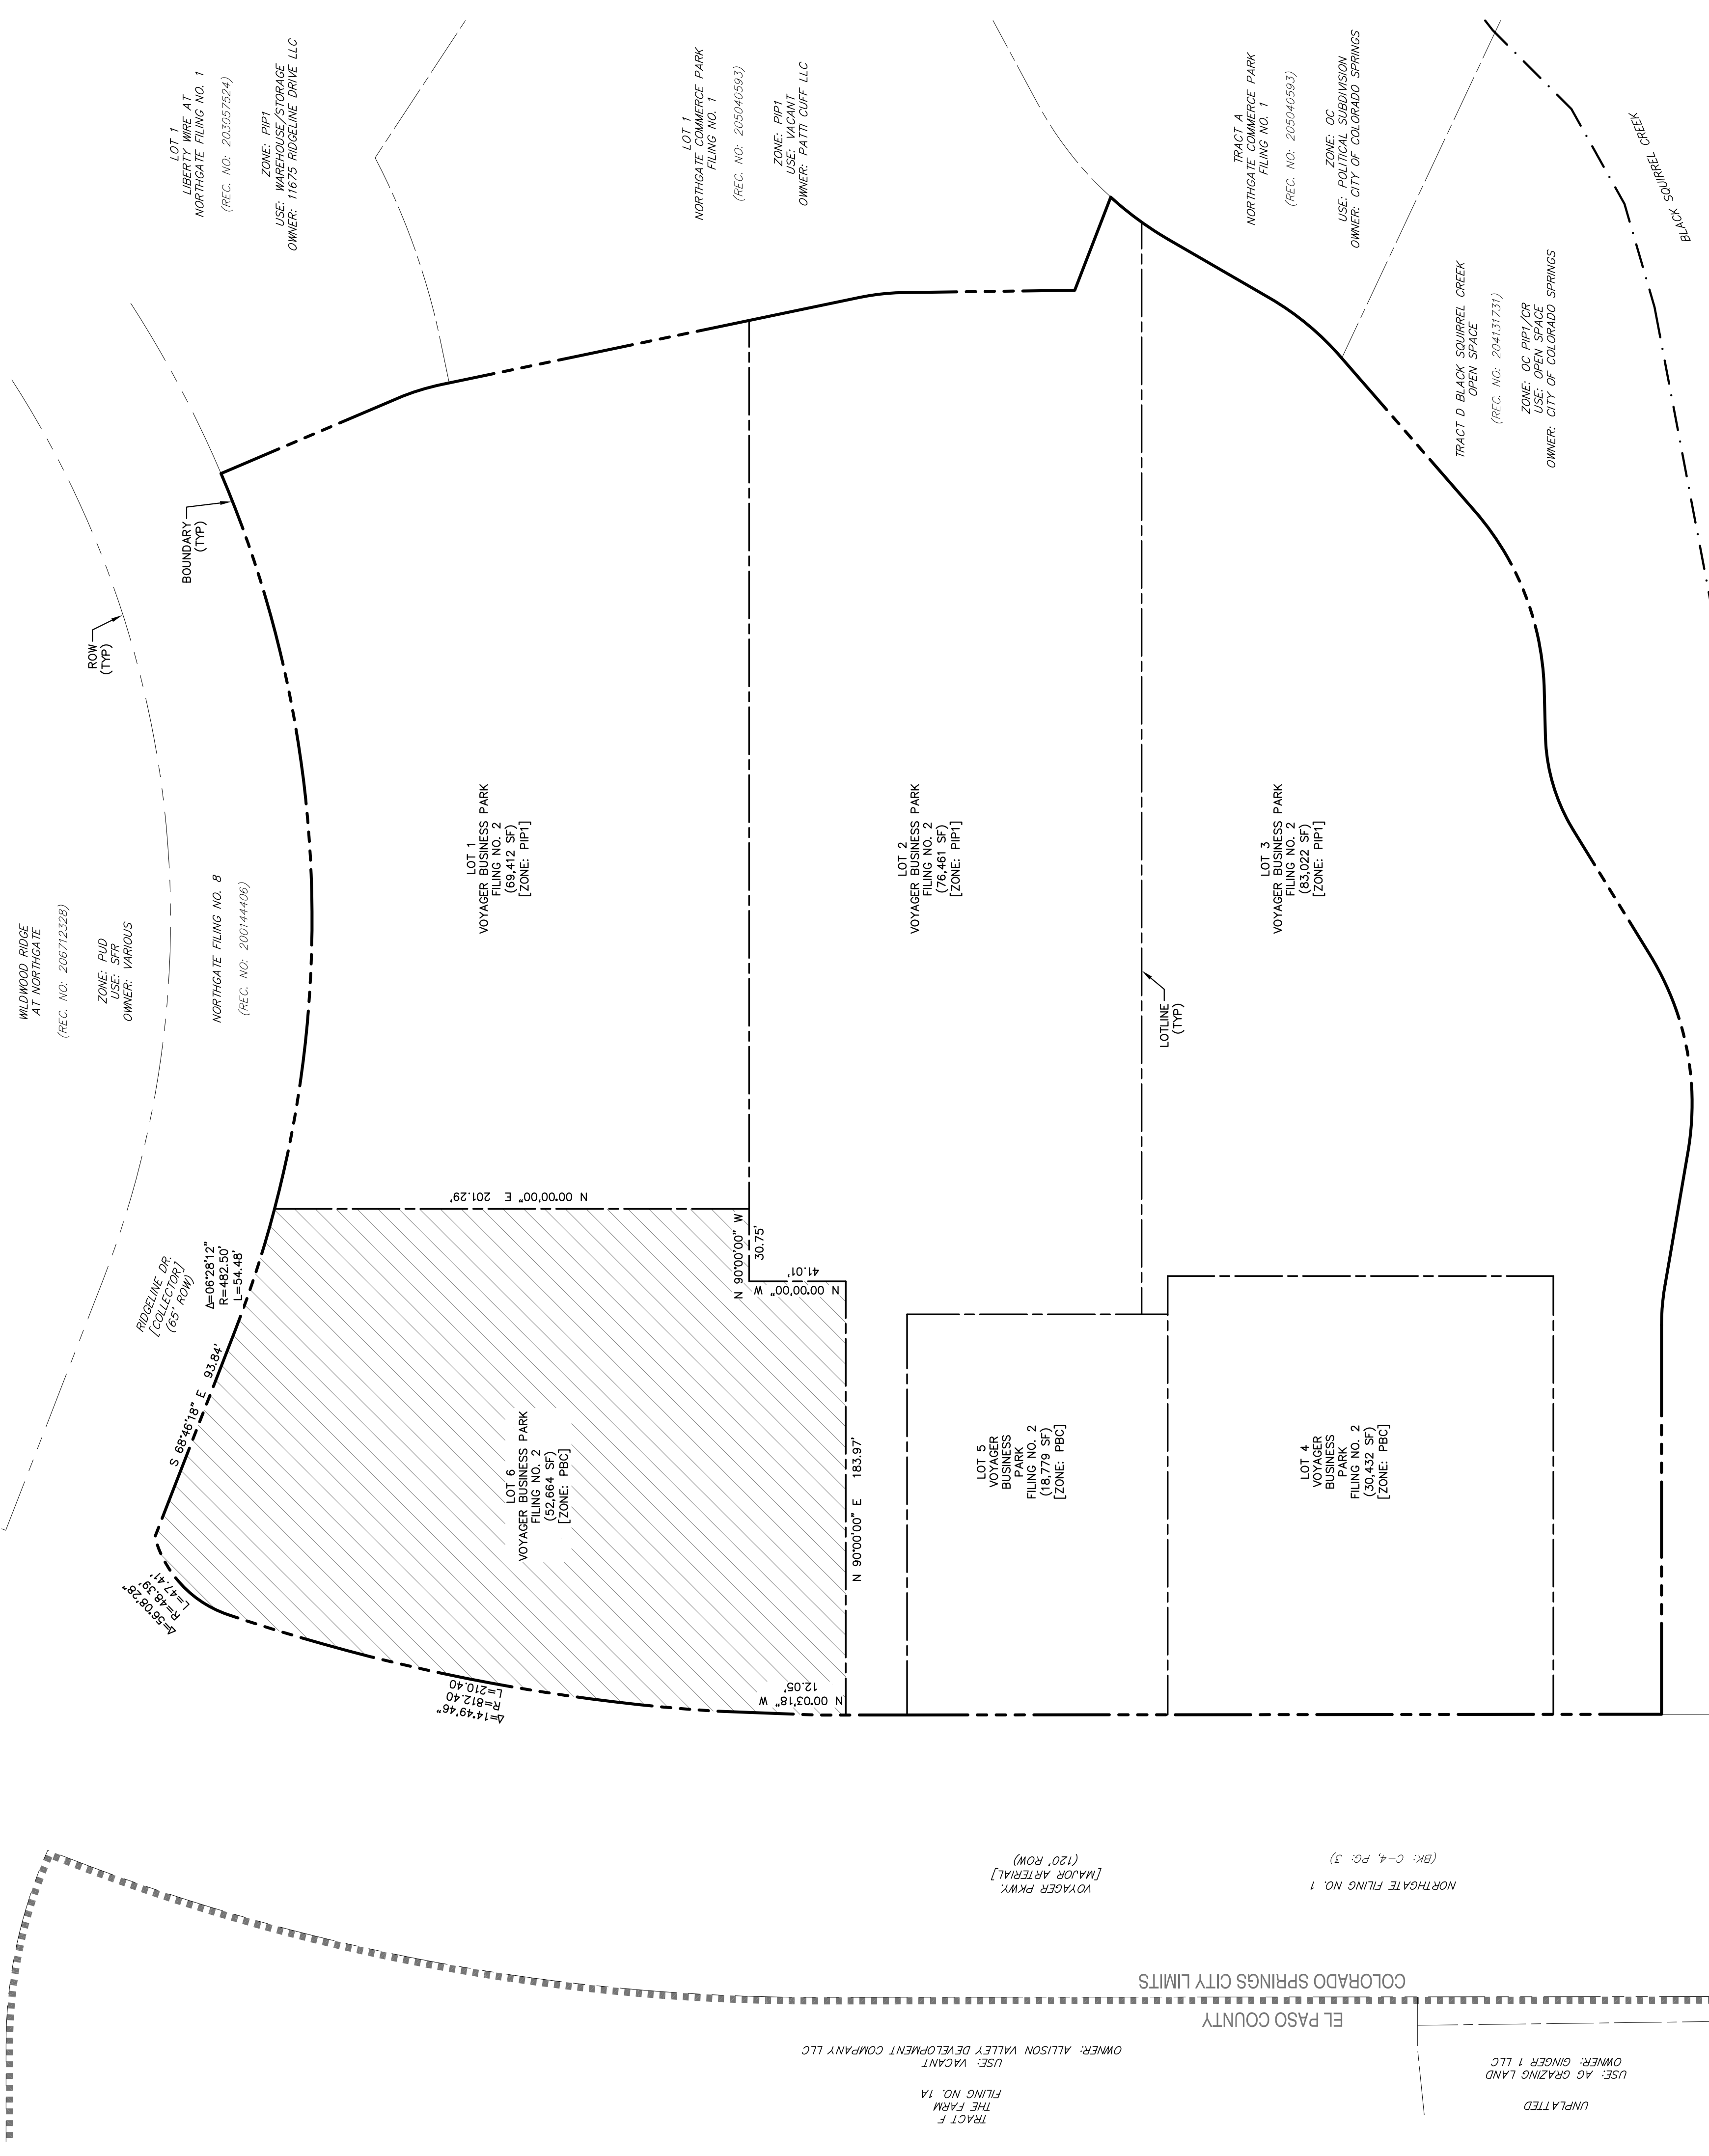 WILDWOOD RIDGE
AT NORTHGATE
(REC. NO: 206712328)
ZONE: PUD
USE: SFR
OWNER: VARIOUS
NORTHGATE FILING NO. 8
(REC. NO: 200144406)
ROW
(TYP)
BOUNDARY
(TYP)
LOT 1
LIBERTY WIRE AT
NORTHGATE FILING NO. 1
(REC. NO: 203057524)
ZONE: PIP1
USE: WAREHOUSE/STORAGE
OWNER: 11675 RIDGELINE DRIVE LLC
LOT 1
NORTHGATE COMMERCE PARK
FILING NO. 1
(REC. NO: 205040593)
ZONE: PIP1
USE: VACANT
OWNER: PATTI CUFF LLC
TRACT A
NORTHGATE COMMERCE PARK
FILING NO. 1
(REC. NO: 205040593)
ZONE: OC
USE: POLITICAL SUBDIVISION
OWNER: CITY OF COLORADO SPRINGS
TRACT D BLACK SQUIRREL CREEK
OPEN SPACE
(REC. NO: 204131731)
ZONE: OC PIP1/CR
USE: OPEN SPACE
OWNER: CITY OF COLORADO SPRINGS
BLACK SQUIRREL CREEK
LOT 1
VOYAGER BUSINESS PARK
FILING NO. 2
(69,412 SF)
[ZONE: PIP1]
LOT 2
VOYAGER BUSINESS PARK
FILING NO. 2
(76,461 SF)
[ZONE: PIP1]
LOT 3
VOYAGER BUSINESS PARK
FILING NO. 2
(83,022 SF)
[ZONE: PIP1]
LOTLINE
(TYP)
RIDGELINE DR.
[COLLECTOR]
(65' ROW)
Δ=06°28'12"
R=482.50'
L=54.48'
S 68°46'18" E 93.84'
N 00°00'00" E 201.29'
N 90°00'00" W
30.75'
N 00°00'00" W
41.01'
LOT 6
VOYAGER BUSINESS PARK
FILING NO. 2
(52,664 SF)
[ZONE: PBC]
N 90°00'00" E 183.97'
Δ=56°08'28"
R=48.39'
L=47.41'
Δ=14°49'46"
R=812.40
L=210.40
N 00°03'18" W
12.05'
LOT 5
VOYAGER
BUSINESS
PARK
FILING NO. 2
(18,779 SF)
[ZONE: PBC]
LOT 4
VOYAGER
BUSINESS
PARK
FILING NO. 2
(30,432 SF)
[ZONE: PBC]
VOYAGER PKWY.
[MAJOR ARTERIAL]
(120' ROW)
NORTHGATE FILING NO. 1
(BK: C-4, PG: 3)
COLORADO SPRINGS CITY LIMITS
EL PASO COUNTY
TRACT F
THE FARM
FILING NO. 1A
USE: VACANT
OWNER: ALLISON VALLEY DEVELOPMENT COMPANY LLC
UNPLATTED
USE: AG GRAZING LAND
OWNER: GINGER 1 LLC